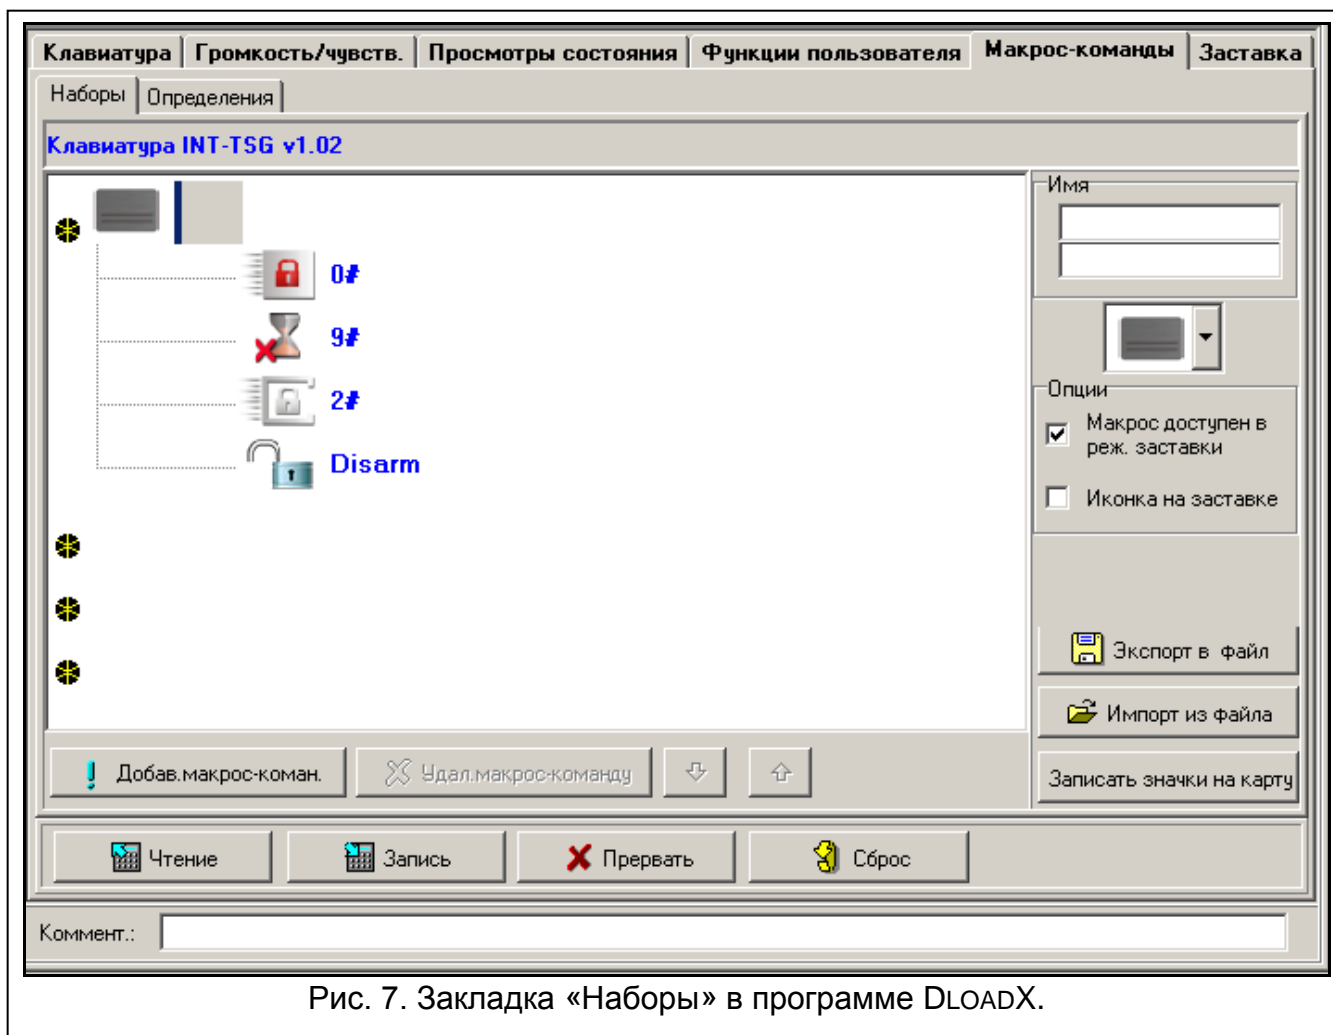 Клавиатура Громкость/чувств. Просмотры состояния Функции пользователя Макрос-команды Заставка
Наборы Определения
Клавиатура INT-TSG v1.02
Имя
0#
9#
2#
Disarm
Опции
Макрос доступен в
реж. заставки
Иконка на заставке
Экспорт в файл
Импорт из файла
Записать значки на карту
Добав.макрос-коман. Удал.макрос-команду
Чтение Запись Прервать Сброс
Коммент.:
Рис. 7. Закладка «Наборы» в программе DLOADX.